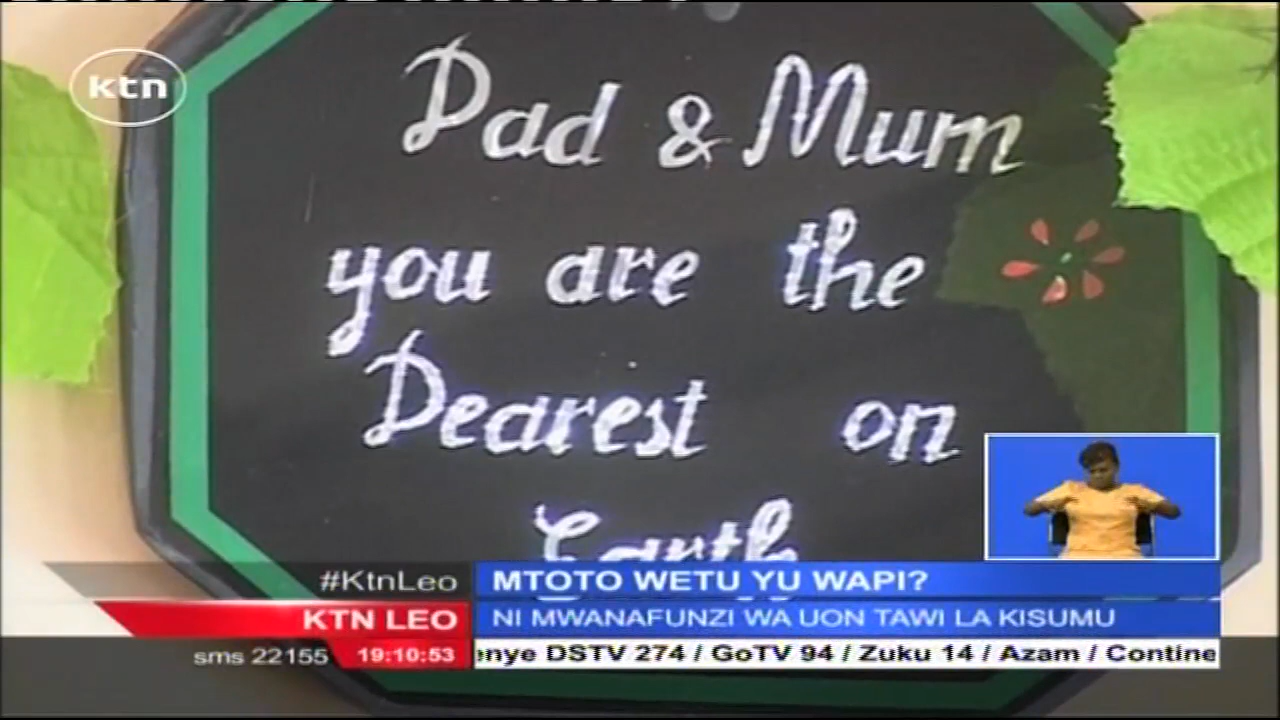 ktn
Dad & Mum
you are the
Dearest on
Earth
#KtnLeo
MTOTO WETU YU WAPI?
KTN LEO
NI MWANAFUNZI WA UON TAWI LA KISUMU
sms 22155
19:10:53
DSTV 274 / GoTV 94 / Zuku 14 / Azam / Contine